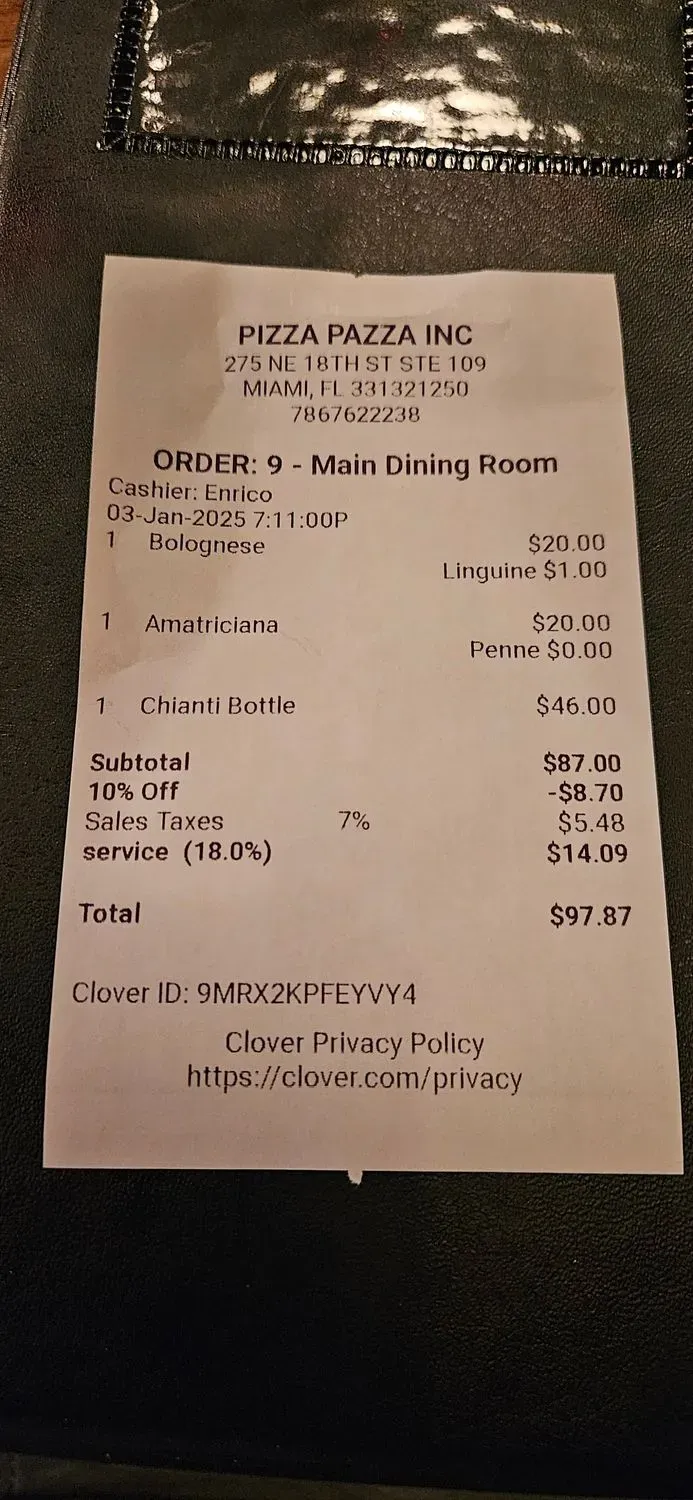 PIZZA PAZZA INC
275 NE 18TH ST STE 109
MIAMI, FL 331321250
7867622238
ORDER: 9 - Main Dining Room
Cashier: Enrico
03-Jan-2025 7:11:00P
1 Bolognese $20.00
Linguine $1.00
1 Amatriciana $20.00
Penne $0.00
1 Chianti Bottle $46.00
Subtotal $87.00
10% Off -$8.70
Sales Taxes 7% $5.48
service (18.0%) $14.09
Total $97.87
Clover ID: 9MRX2KPFEYVY4
Clover Privacy Policy
https://clover.com/privacy